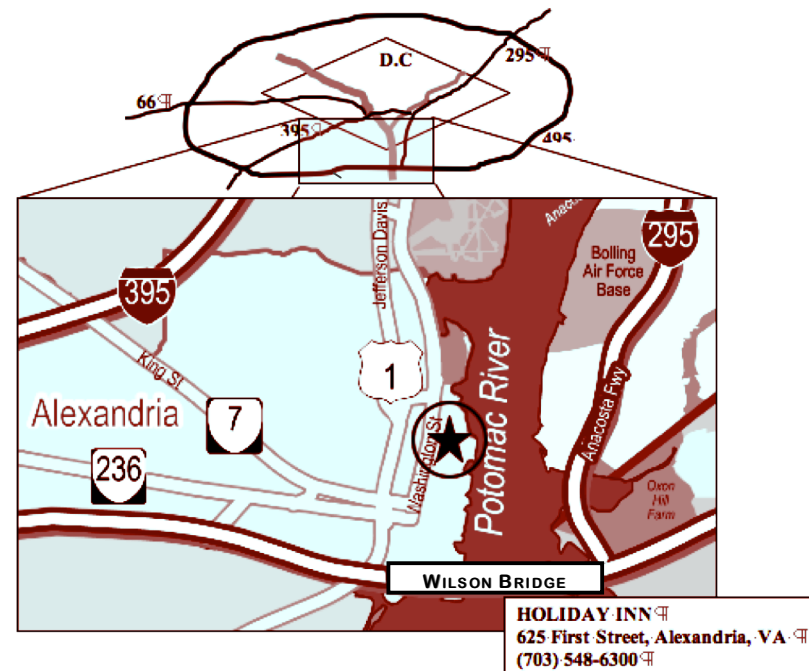 D.C
295¶
66¶
395¶
495
Anacos
295
Bolling
Air Force
Base
Jefferson Davis
395
King St
1
Potomac River
Anacosta Fwy
Alexandria
7
Washington St
236
Oxon
Hill
Farm
WILSON BRIDGE
HOLIDAY INN¶
625 First Street, Alexandria, VA ¶
(703) 548-6300¶